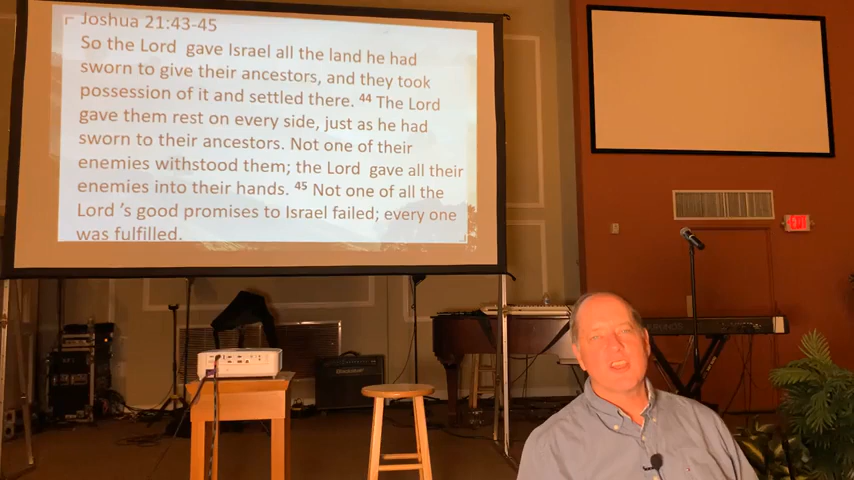 Joshua 21:43-45
So the Lord gave Israel all the land he had
sworn to give their ancestors, and they took
possession of it and settled there. 44 The Lord
gave them rest on every side, just as he had
sworn to their ancestors. Not one of their
enemies withstood them; the Lord gave all their
enemies into their hands. 45 Not one of all the
Lord 's good promises to Israel failed; every one
was fulfilled.
EXIT